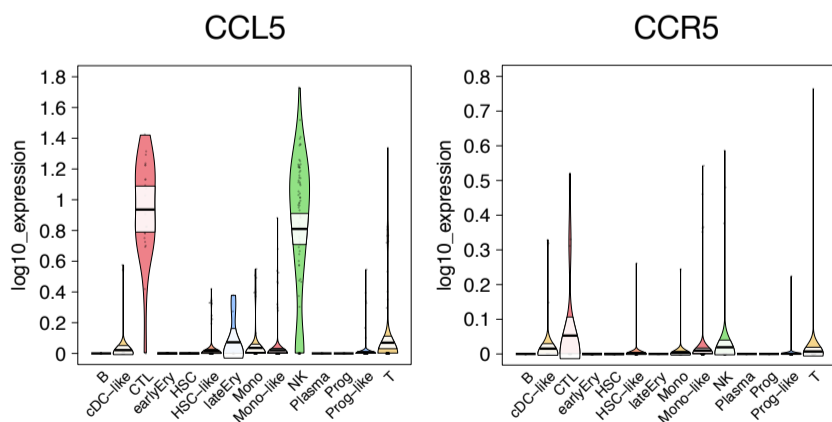 CCL5
log10_expression
1.8
1.6
1.4
1.2
1
0.8
0.6
0.4
0.2
0
B
cDC-like
CTL
earlyEry
HSC
HSC-like
lateEry
Mono
Mono-like
NK
Plasma
Prog
Prog-like
T
CCR5
log10_expression
0.8
0.7
0.6
0.5
0.4
0.3
0.2
0.1
0
B
cDC-like
CTL
earlyEry
HSC
HSC-like
lateEry
Mono
Mono-like
NK
Plasma
Prog
Prog-like
T